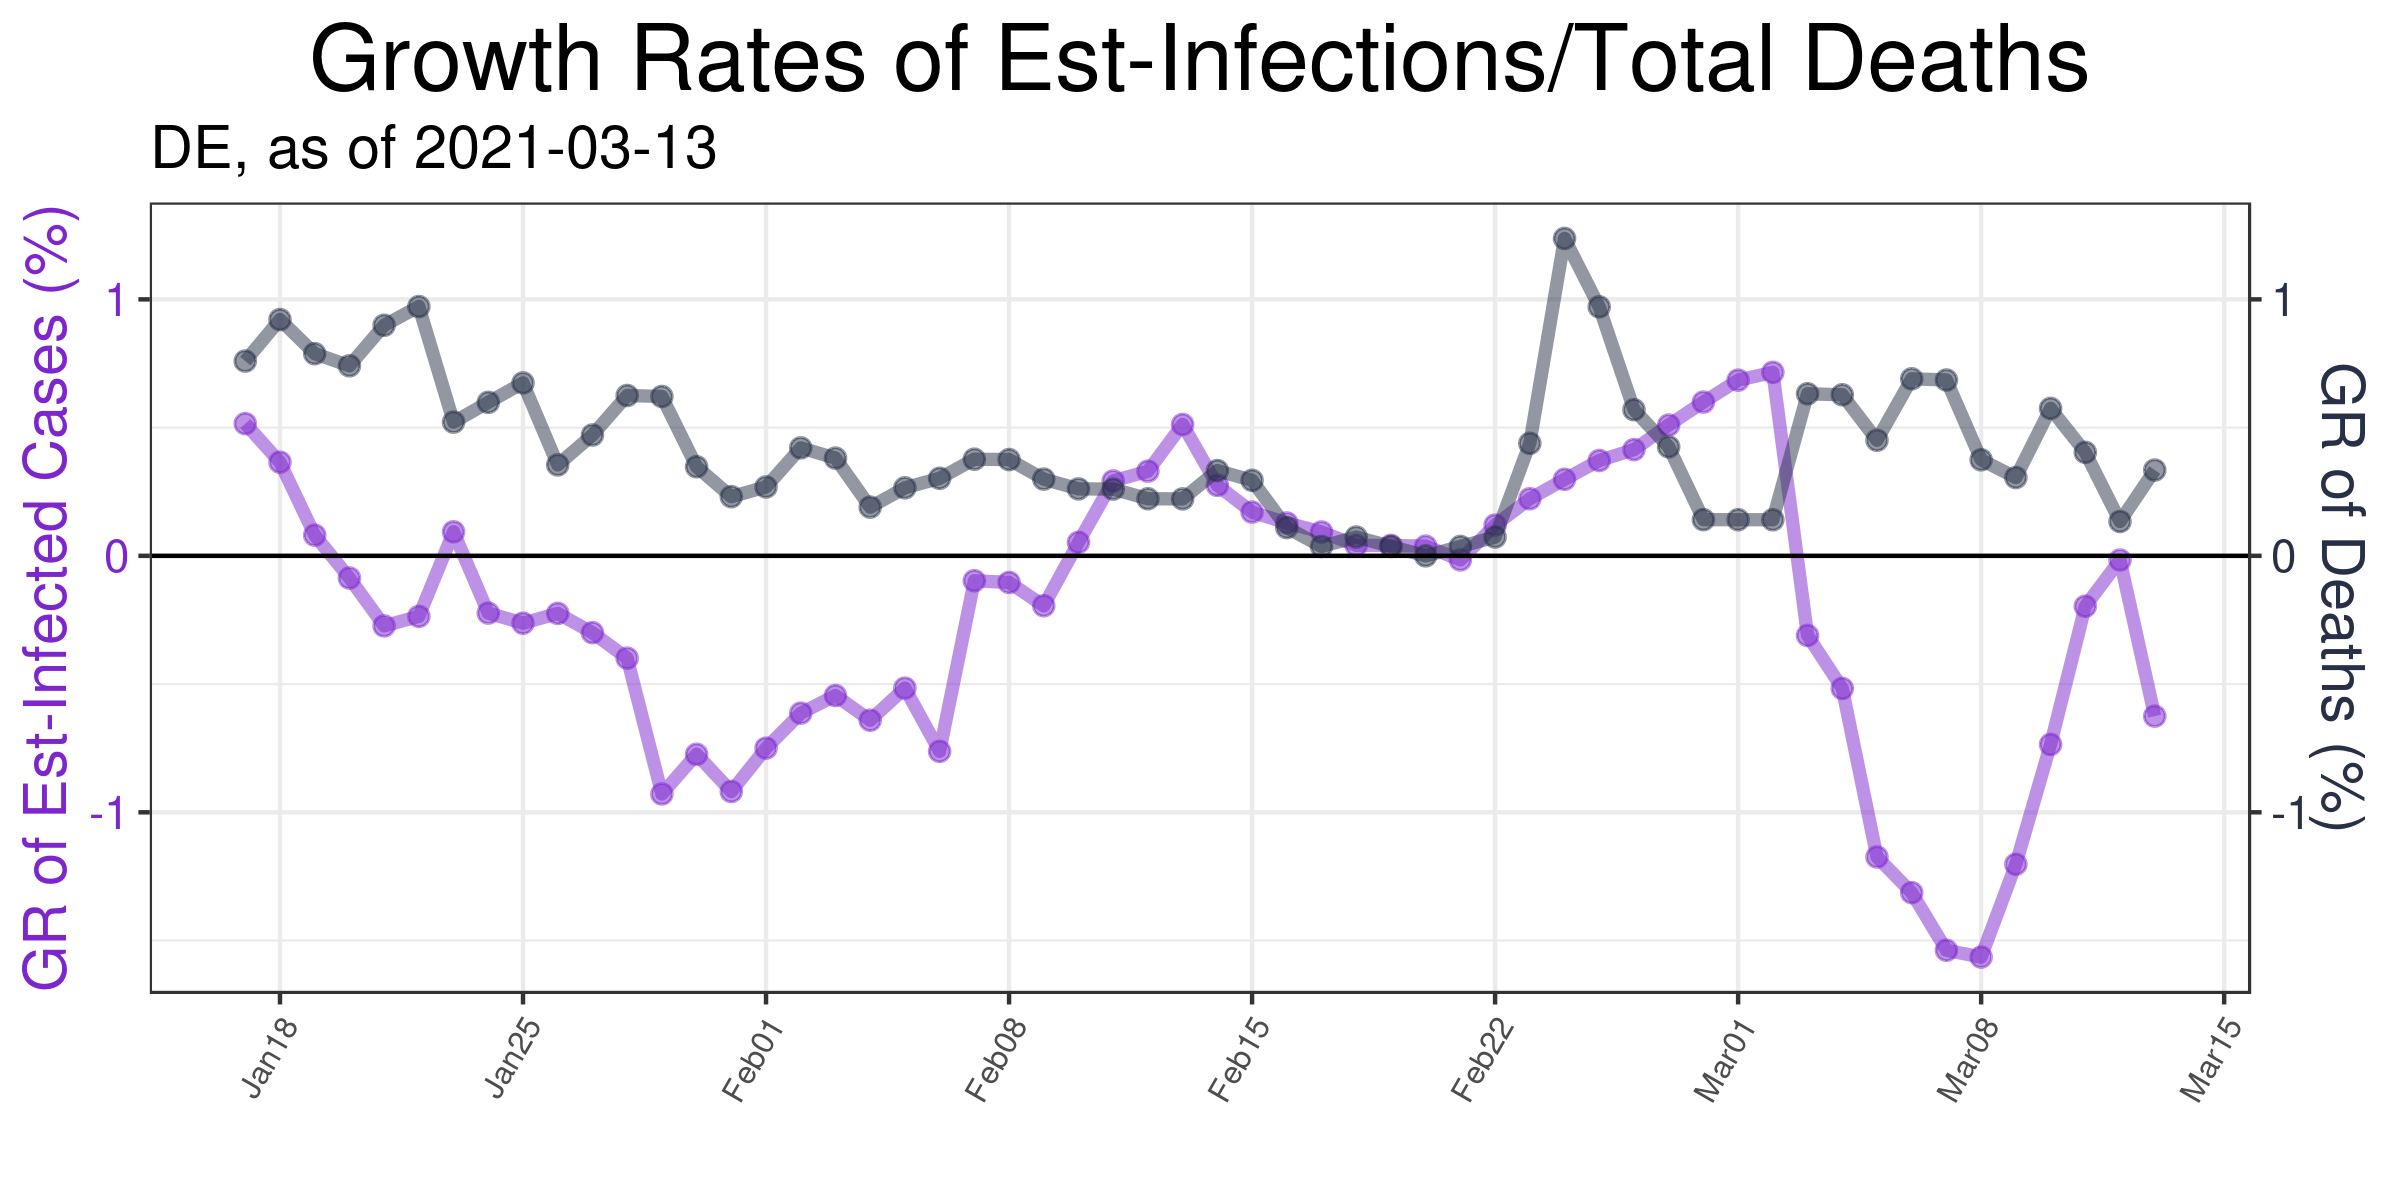 Growth Rates of Est-Infections/Total Deaths
DE, as of 2021-03-13
GR of Est-Infected Cases (%)
1
0
-1
1
0
-1
GR of Deaths (%)
Jan18
Jan25
Feb01
Feb08
Feb15
Feb22
Mar01
Mar08
Mar15